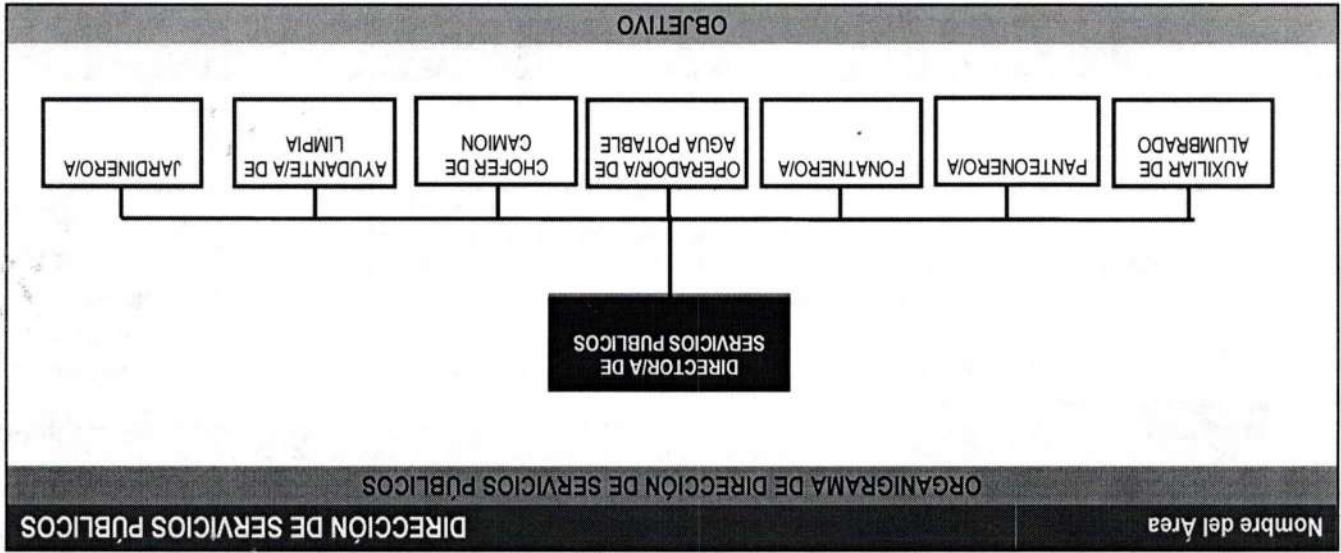 Nombre del Área DIRECCIÓN DE SERVICIOS PÚBLICOS
ORGANIGRAMA DE DIRECCIÓN DE SERVICIOS PÚBLICOS
DIRECTOR/A DE
SERVICIOS PUBLICOS
AUXILIAR DE
ALUMBRADO
PANTEONERO/A
FONATNERO/A
OPERADOR/A DE
AGUA POTABLE
CHOFER DE
CAMION
AYUDANTE/A DE
LIMPIA
JARDINERO/A
OBJETIVO